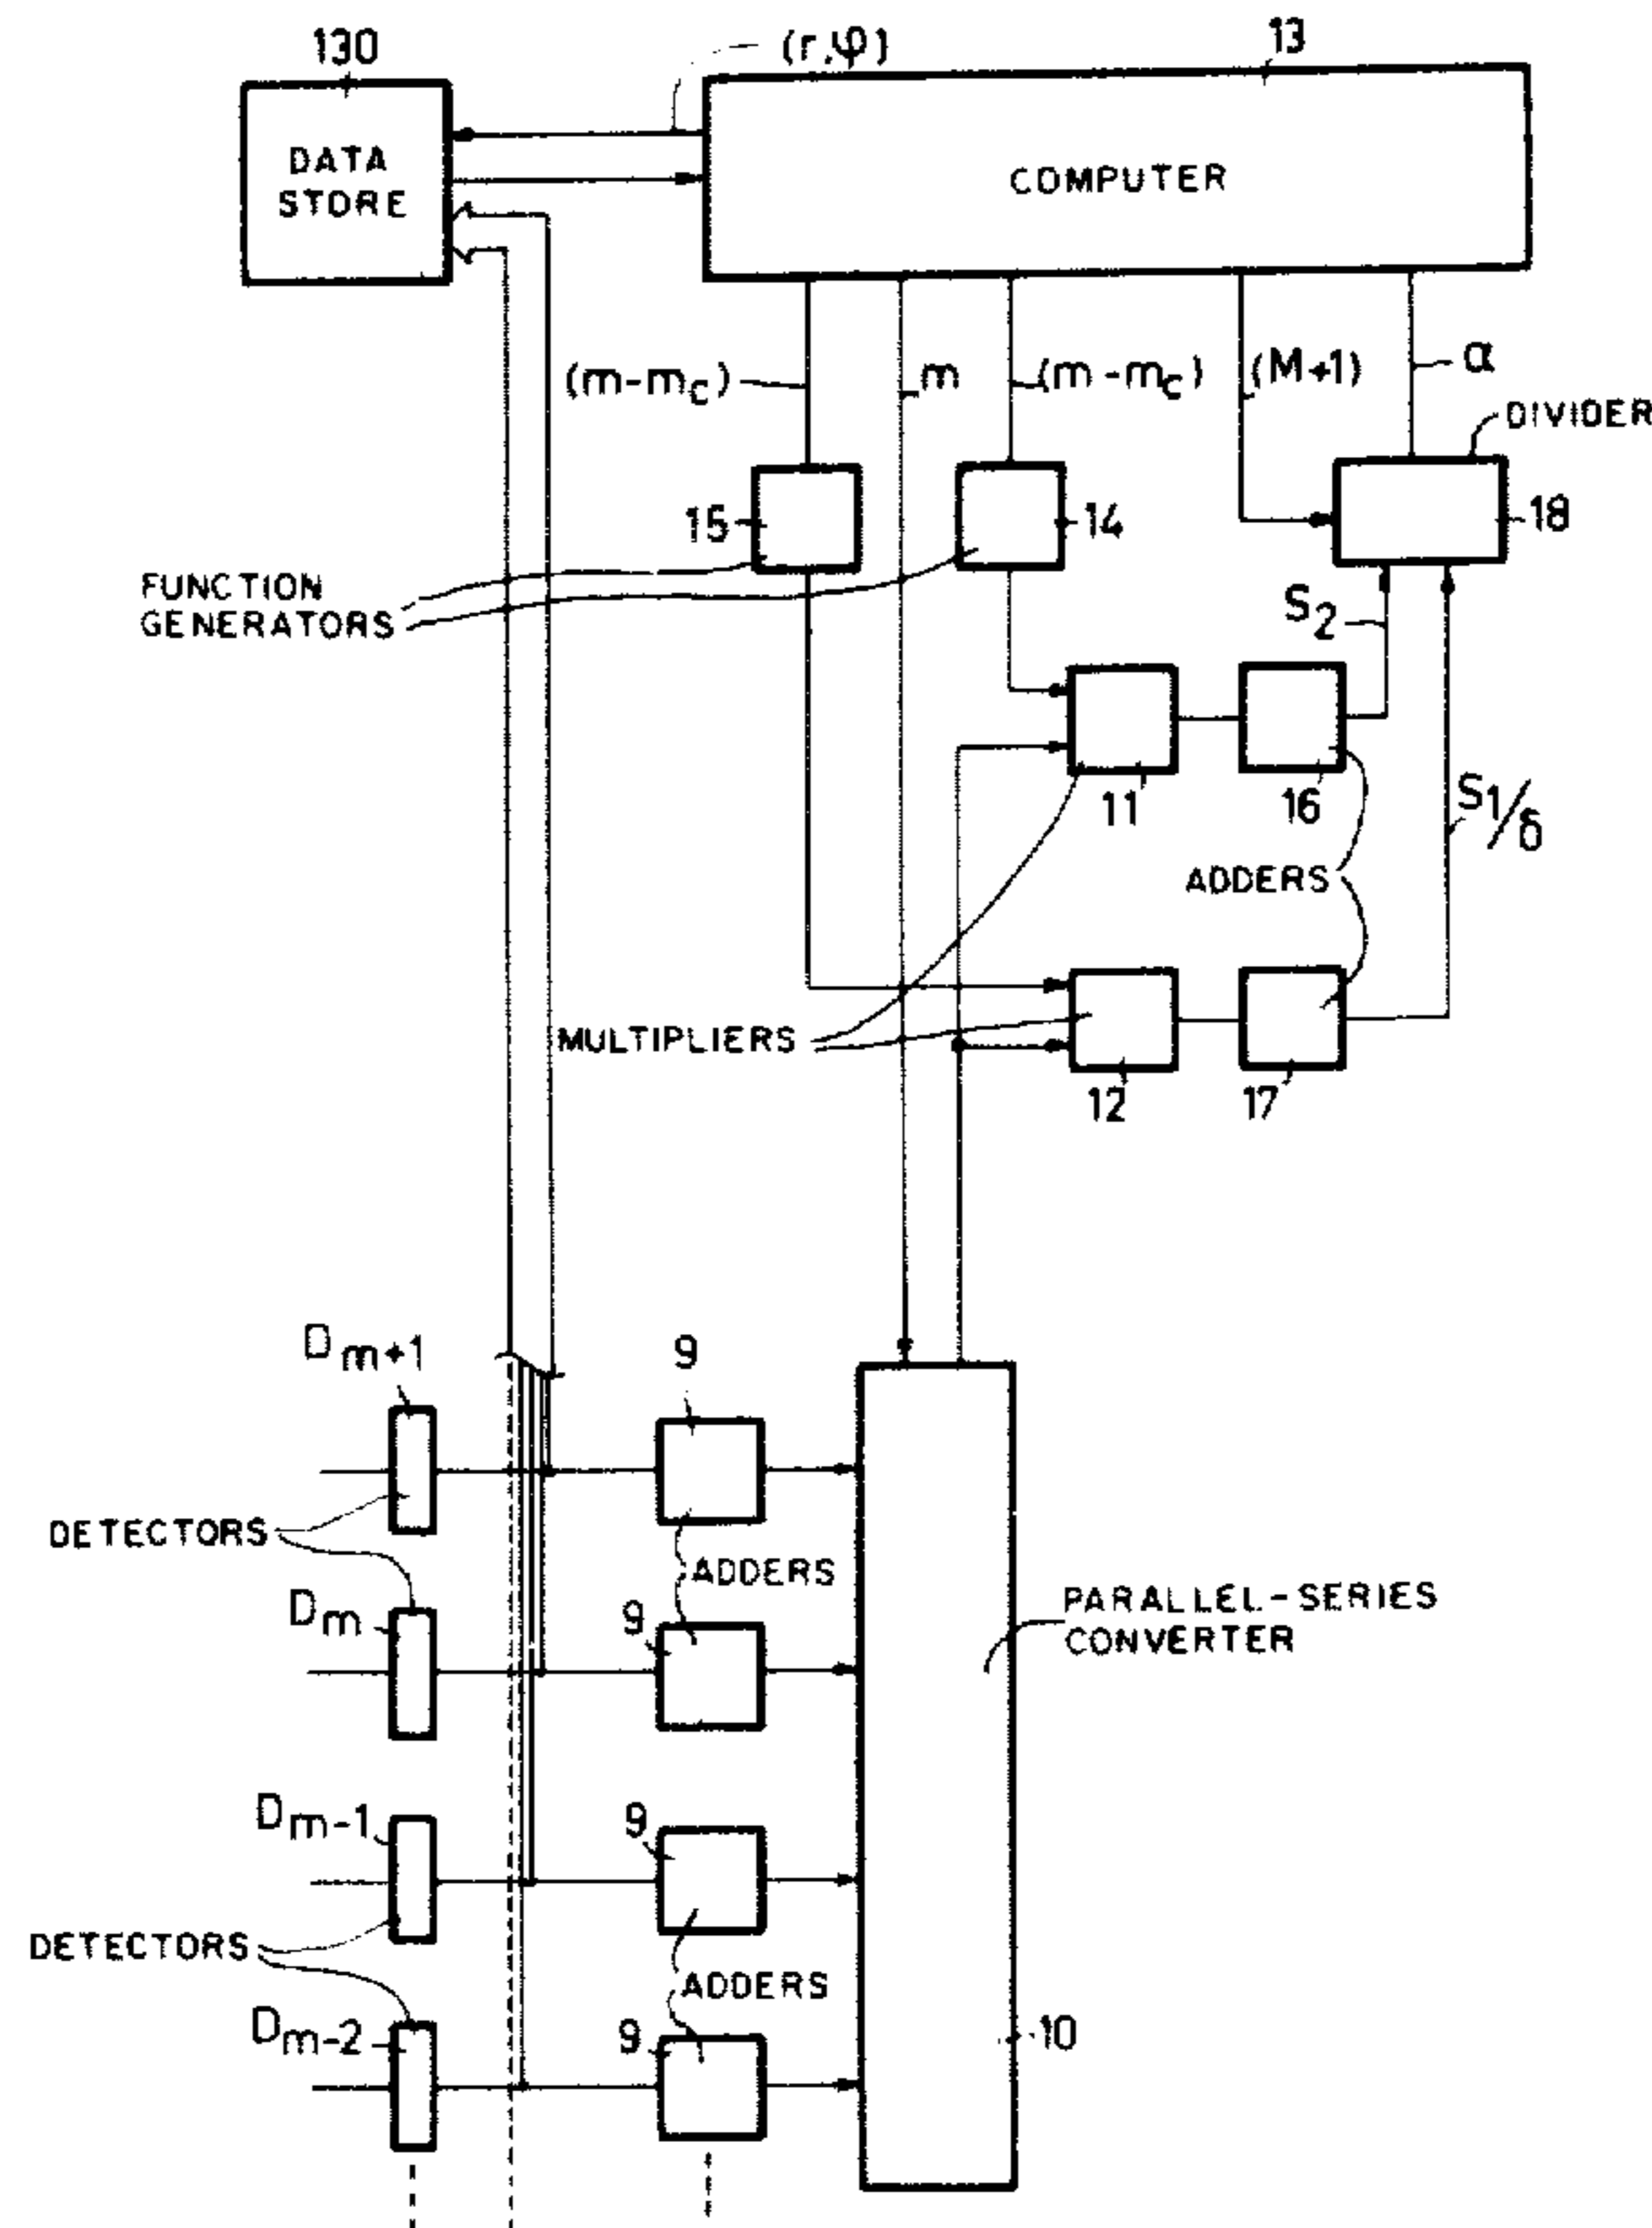 130
(r,φ)
13
DATA
STORE
COMPUTER
(m-mc)
m
(m-mc)
(M+1)
α
DIVIDER
15
14
18
FUNCTION
GENERATORS
S2
11
16
S1/δ
ADDERS
MULTIPLIERS
12
17
Dm+1
9
DETECTORS
ADDERS
Dm
9
PARALLEL-SERIES
CONVERTER
Dm-1
9
DETECTORS
ADDERS
Dm-2
9
10